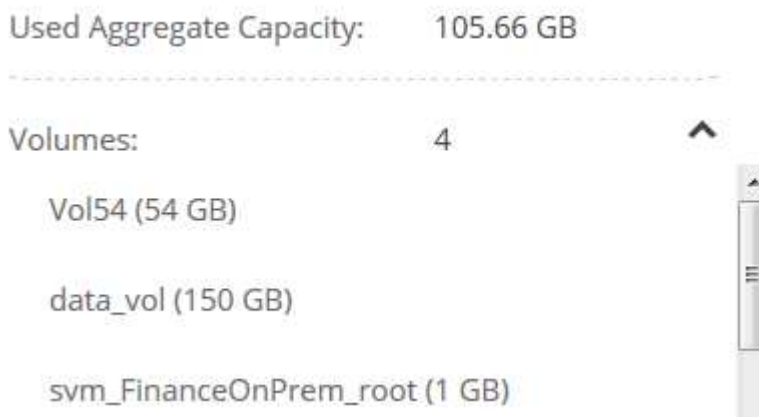 Used Aggregate Capacity: 105.66 GB
Volumes: 4
Vol54 (54 GB)
data_vol (150 GB)
svm_FinanceOnPrem_root (1 GB)